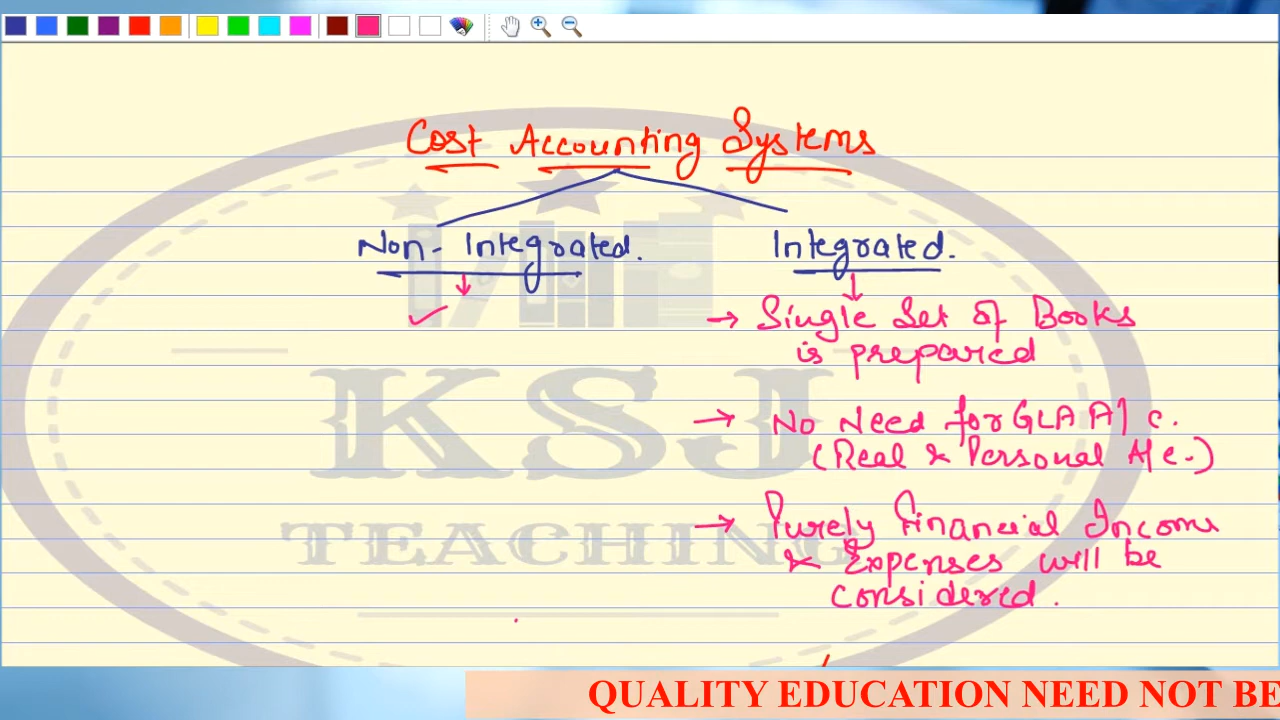 Cost Accounting Systems
Non-Integrated.
Integrated.
→ Single Set of Books
is prepared
→ No Need for GLA A/c.
(Real & Personal A/c.)
→ Purely Financial Income
& Expenses will be
considered.
KSJ
TEACHING
QUALITY EDUCATION NEED NOT BE